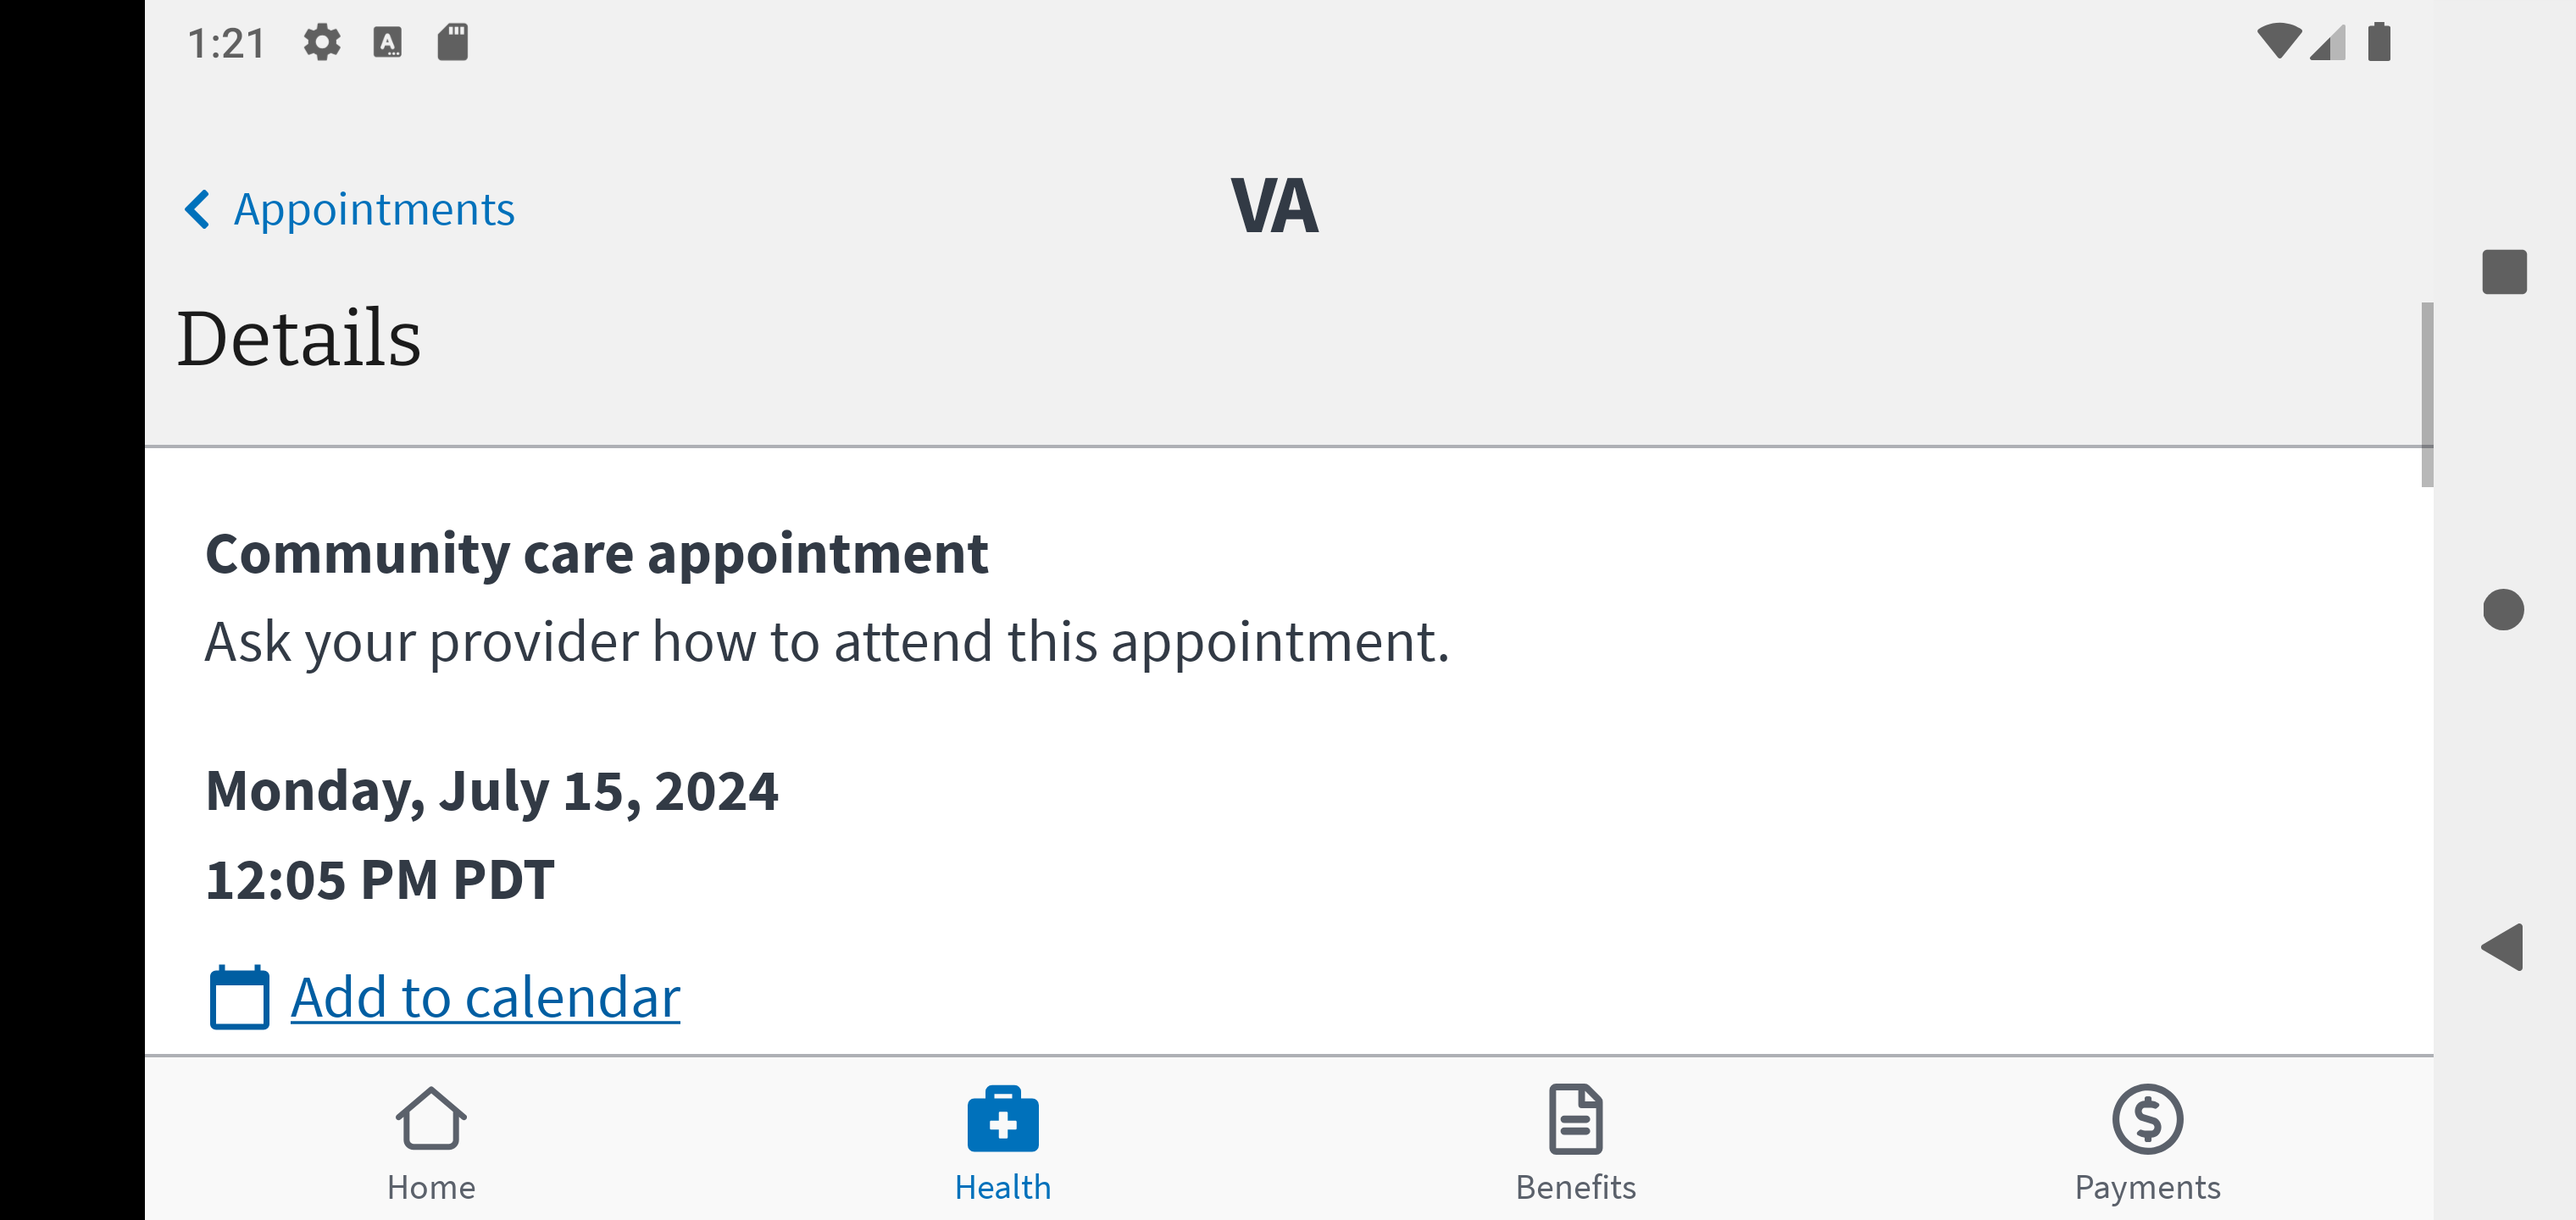 1:21
Appointments
VA
Details
Community care appointment
Ask your provider how to attend this appointment.
Monday, July 15, 2024
12:05 PM PDT
Add to calendar
Home
Health
Benefits
Payments